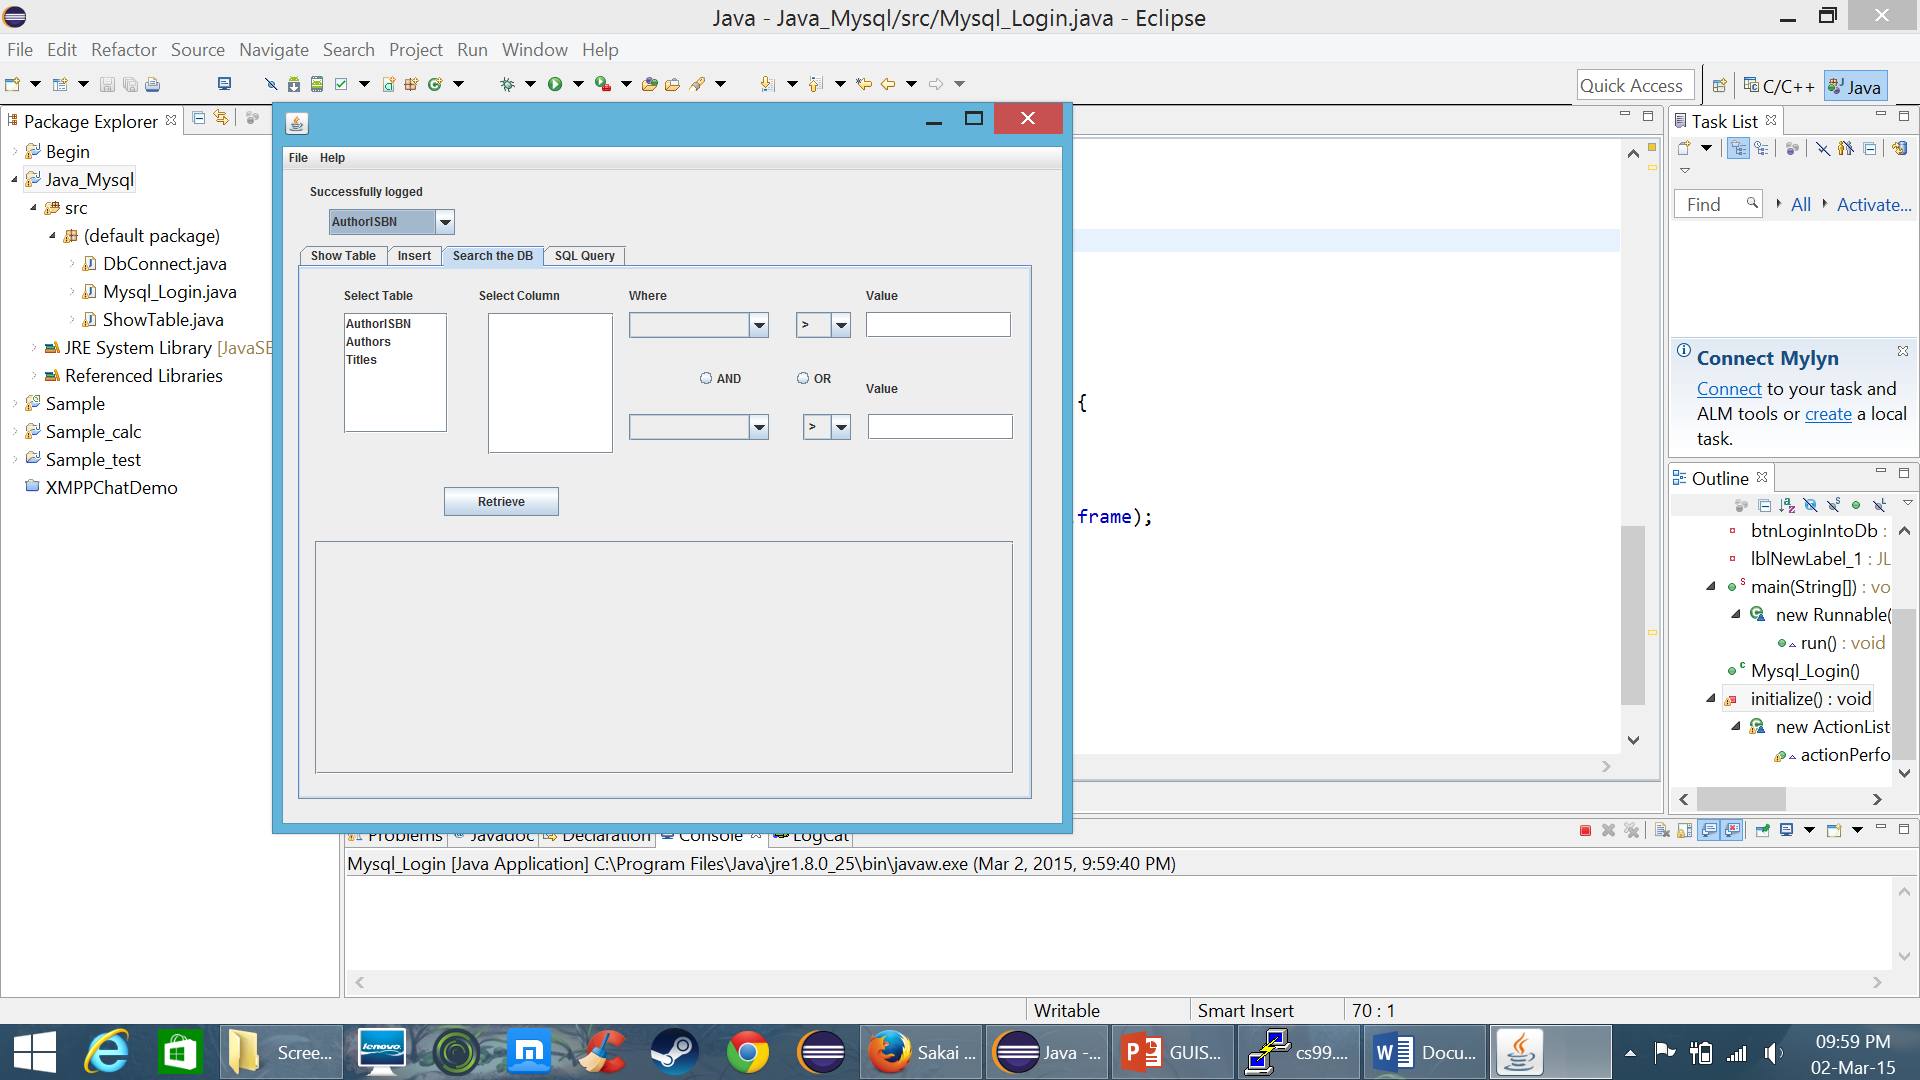 Java - Java_Mysql/src/Mysql_Login.java - Eclipse
File Edit Refactor Source Navigate Search Project Run Window Help
Quick Access
C/C++
Java
Package Explorer
Begin
Java_Mysql
src
(default package)
DbConnect.java
Mysql_Login.java
ShowTable.java
JRE System Library [JavaSE
Referenced Libraries
Sample
Sample_calc
Sample_test
XMPPChatDemo
File Help
Successfully logged
AuthorISBN
Show Table Insert Search the DB SQL Query
Select Table Select Column Where Value
AuthorISBN
Authors
Titles
>
AND OR Value
>
Retrieve
{
.frame);
Task List
Find All Activate...
Connect Mylyn
Connect to your task and
ALM tools or create a local
task.
Outline
btnLoginIntoDb :
lblNewLabel_1 : JL
main(String[]) : vo
new Runnable(
run() : void
Mysql_Login()
initialize() : void
new ActionList
actionPerfo
Problems Javadoc Declaration Console LogCat
Mysql_Login [Java Application] C:\Program Files\Java\jre1.8.0_25\bin\javaw.exe (Mar 2, 2015, 9:59:40 PM)
Writable Smart Insert 70 : 1
Scree... lenovo Sakai ... Java -... GUIS... cs99.... Docu...
09:59 PM
02-Mar-15